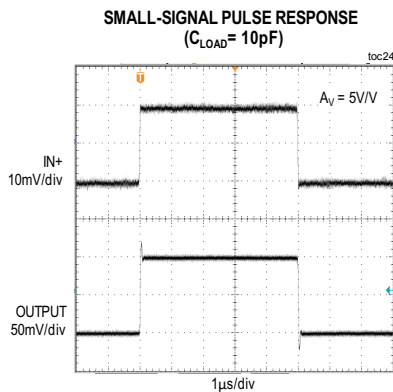 SMALL-SIGNAL PULSE RESPONSE
(CLOAD= 10pF)
toc24
T
AV = 5V/V
IN+
10mV/div
OUTPUT
50mV/div
1µs/div